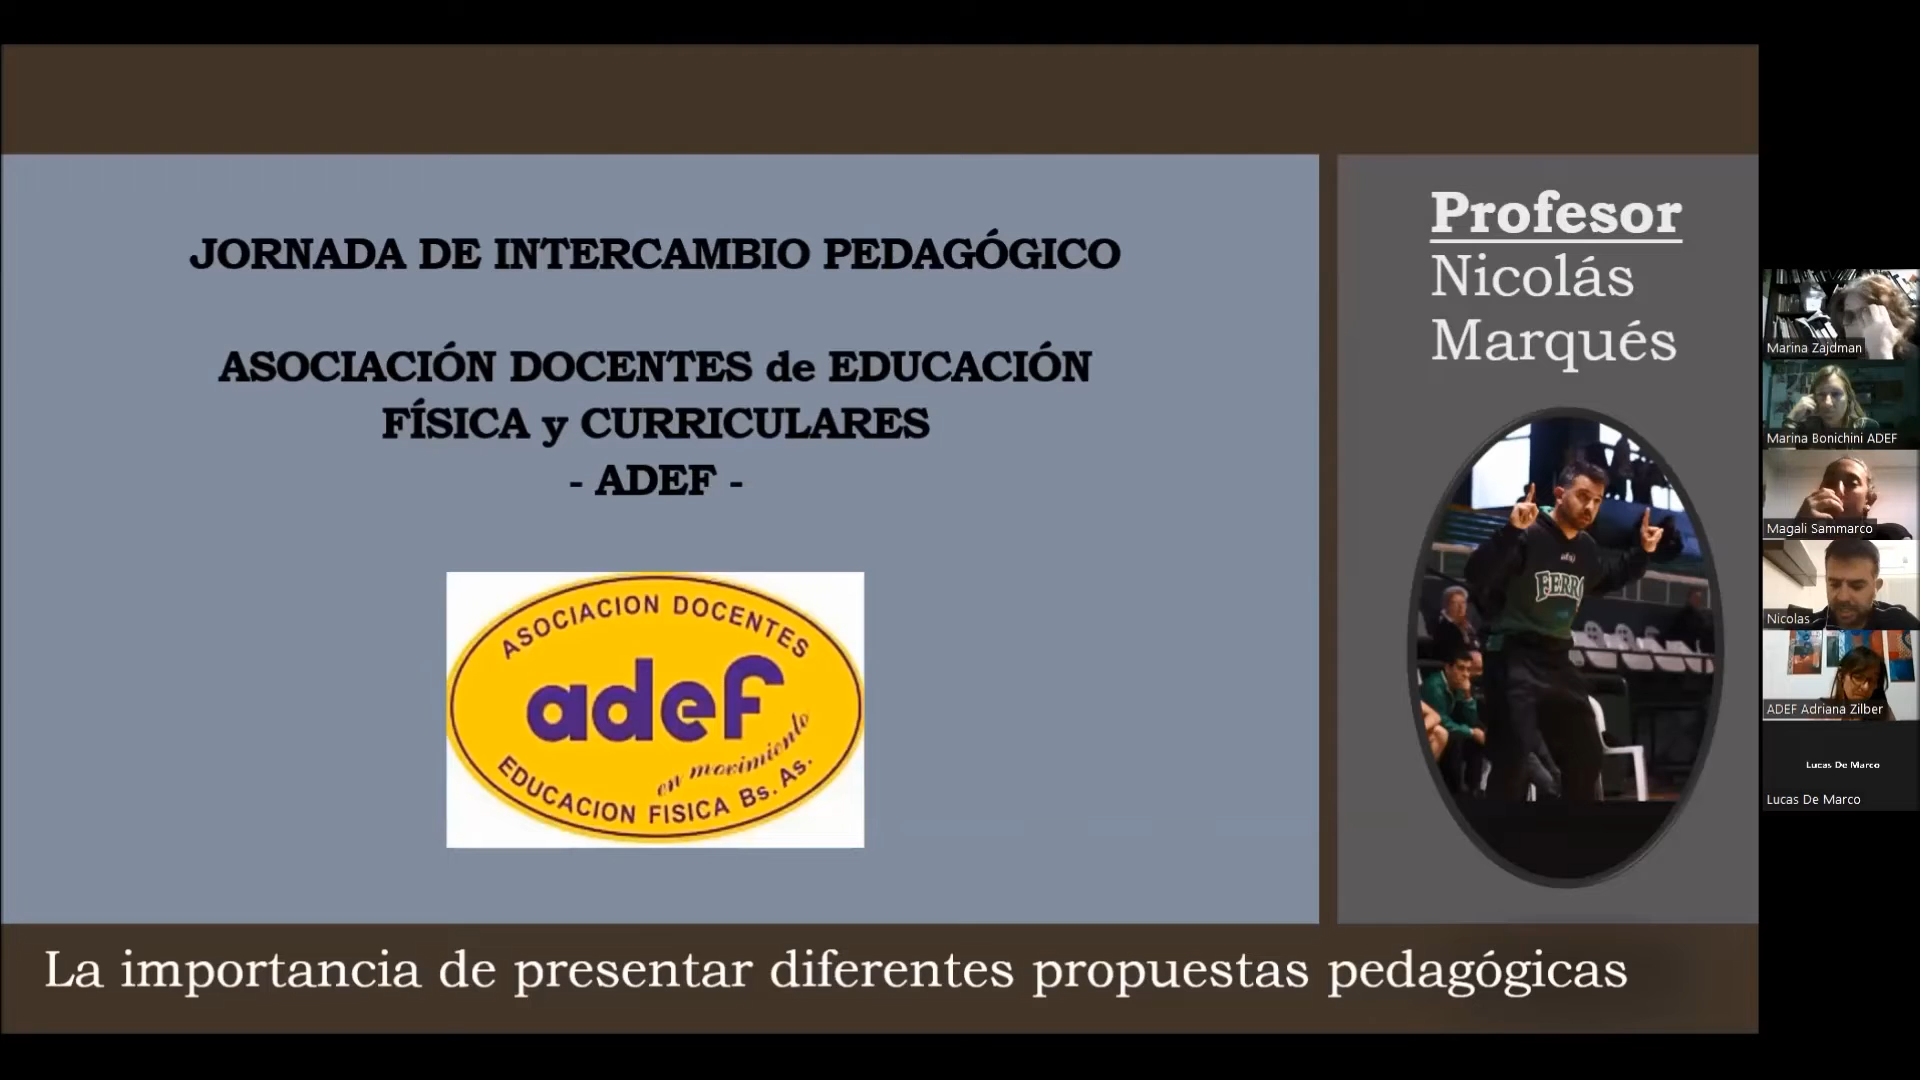 JORNADA DE INTERCAMBIO PEDAGÓGICO
ASOCIACIÓN DOCENTES de EDUCACIÓN
FÍSICA y CURRICULARES
- ADEF -
ASOCIACION DOCENTES
adeF
en movimiento
EDUCACION FISICA Bs. As.
Profesor
Nicolás
Marqués
FERRO
La importancia de presentar diferentes propuestas pedagógicas
Marina Zajdman
Marina Bonichini ADEF
Magali Sammarco
Nicolas
ADEF Adriana Zilber
Lucas De Marco
Lucas De Marco